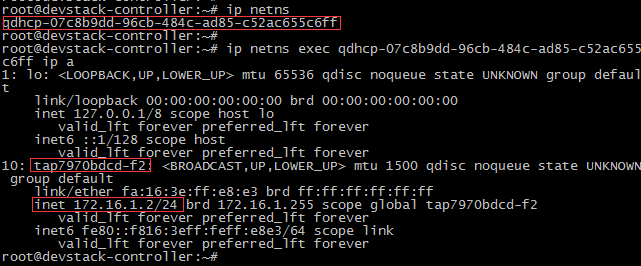 root@devstack-controller:~# ip netns
qdhcp-07c8b9dd-96cb-484c-ad85-c52ac655c6ff
root@devstack-controller:~#
root@devstack-controller:~# ip netns exec qdhcp-07c8b9dd-96cb-484c-ad85-c52ac655
c6ff ip a
1: lo: <LOOPBACK,UP,LOWER_UP> mtu 65536 qdisc noqueue state UNKNOWN group defaul
t
    link/loopback 00:00:00:00:00:00 brd 00:00:00:00:00:00
    inet 127.0.0.1/8 scope host lo
       valid_lft forever preferred_lft forever
    inet6 ::1/128 scope host
       valid_lft forever preferred_lft forever
10: tap7970bdcd-f2: <BROADCAST,UP,LOWER_UP> mtu 1500 qdisc noqueue state UNKNOWN
 group default
    link/ether fa:16:3e:ff:e8:e3 brd ff:ff:ff:ff:ff:ff
    inet 172.16.1.2/24 brd 172.16.1.255 scope global tap7970bdcd-f2
       valid_lft forever preferred_lft forever
    inet6 fe80::f816:3eff:feff:e8e3/64 scope link
       valid_lft forever preferred_lft forever
root@devstack-controller:~#